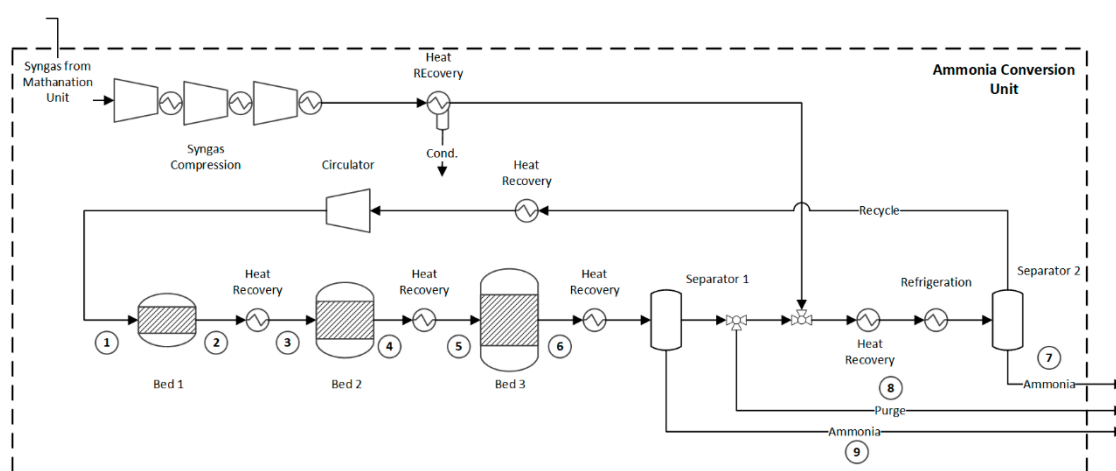 Syngas from
Mathanation
Unit
Heat
REcovery
Ammonia Conversion
Unit
Syngas
Compression
Cond.
Circulator
Heat
Recovery
Recycle
Heat
Recovery
Heat
Recovery
Heat
Recovery
Separator 1
Refrigeration
Separator 2
1
2
3
4
5
6
7
Bed 1
Bed 2
Bed 3
Heat
Recovery
8
Ammonia
Purge
Ammonia
9